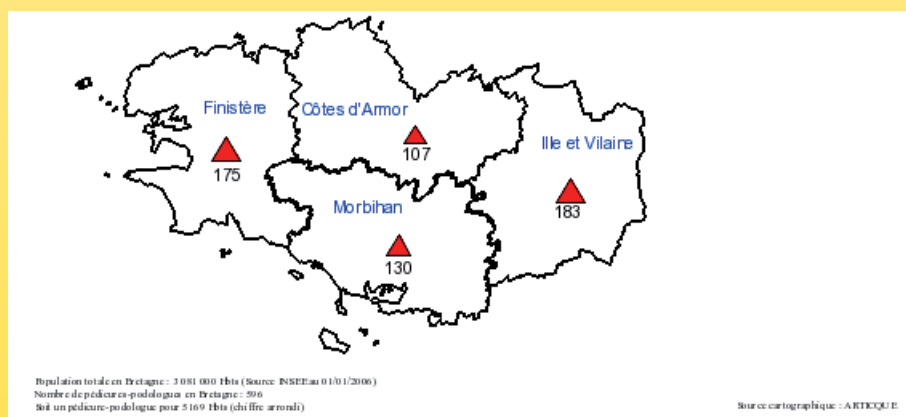 Finistère
Côtes d'Armor
Ille et Vilaine
175
107
183
Morbihan
130
Population totale en Bretagne : 3 081 000 Hbts (Source INSEE au 01/01/2006)
Nombre de pédicures-podologues en Bretagne : 596
Soit un pédicure-podologue pour 5169 Hbts (chiffre arrondi)
Source cartographique : ARTICQUE